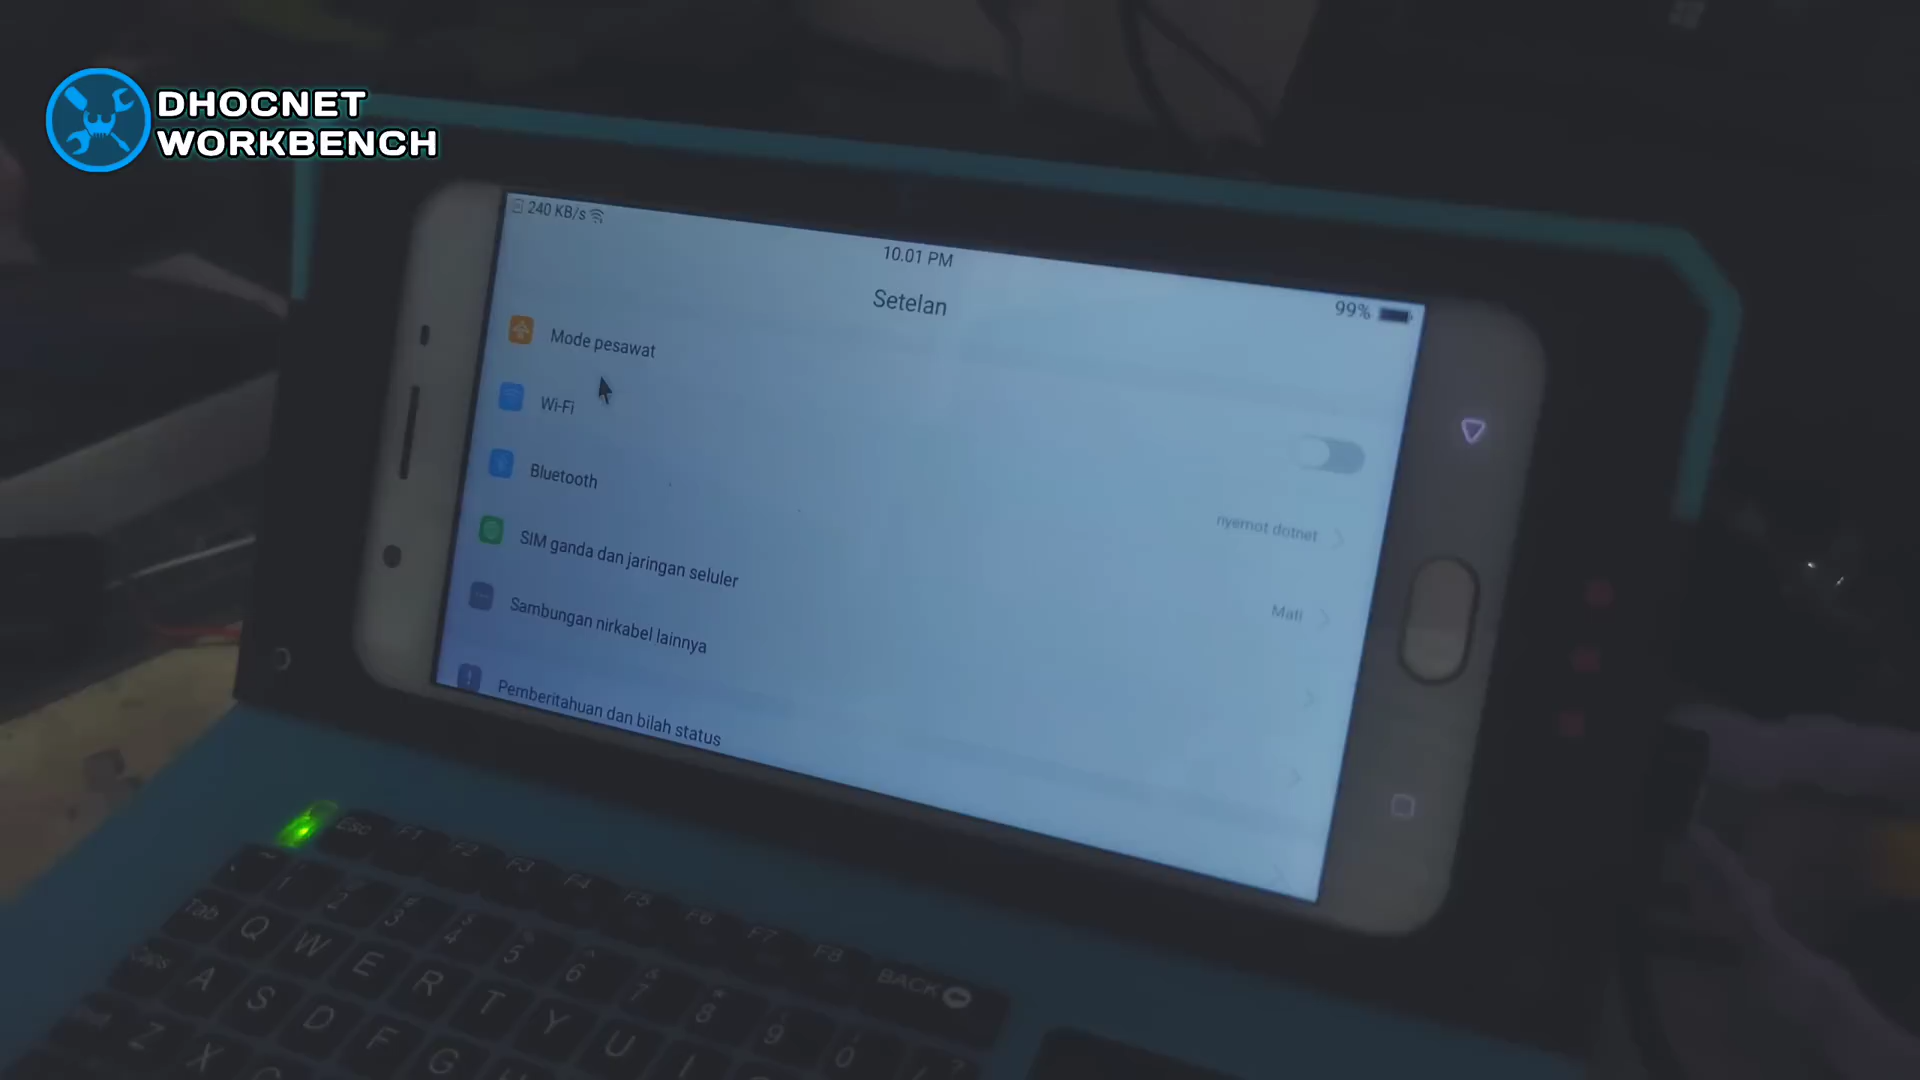 DHOCNET
WORKBENCH
240 KB/s
10.01 PM
99%
Setelan
Mode pesawat
Wi-Fi
nyemot dotnet
Bluetooth
Mati
SIM ganda dan jaringan seluler
Sambungan nirkabel lainnya
Pemberitahuan dan bilah status
Esc F1 F2 F3 F4 F5 F6 F7 F8 BACK
~ ` 1 2 # 3 $ 4 5 ^ 6 & 7 * 8 9 0
Tab Q W E R T Y U I
Caps A S D F G
Z X